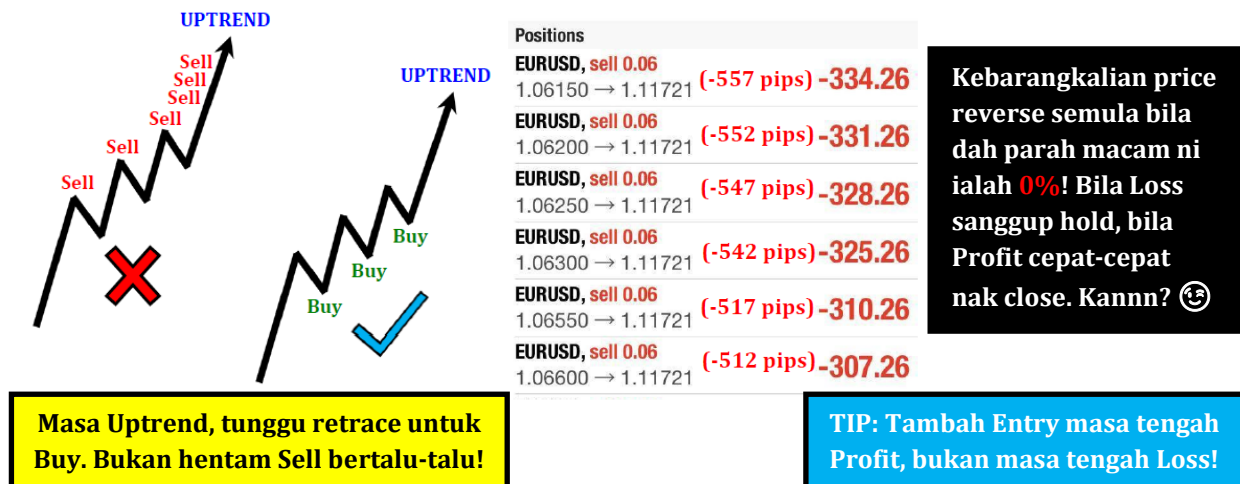 UPTREND
Sell
Sell
Sell
Sell
Sell
Sell
UPTREND
Buy
Buy
Buy
Masa Uptrend, tunggu retrace untuk
Buy. Bukan hentam Sell bertalu-talu!
Positions
EURUSD, sell 0.06
1.06150 → 1.11721 (-557 pips) -334.26
EURUSD, sell 0.06
1.06200 → 1.11721 (-552 pips) -331.26
EURUSD, sell 0.06
1.06250 → 1.11721 (-547 pips) -328.26
EURUSD, sell 0.06
1.06300 → 1.11721 (-542 pips) -325.26
EURUSD, sell 0.06
1.06550 → 1.11721 (-517 pips) -310.26
EURUSD, sell 0.06
1.06600 → 1.11721 (-512 pips) -307.26
Kebarangkalian price
reverse semula bila
dah parah macam ni
ialah 0%! Bila Loss
sanggup hold, bila
Profit cepat-cepat
nak close. Kannn? 😉
TIP: Tambah Entry masa tengah
Profit, bukan masa tengah Loss!